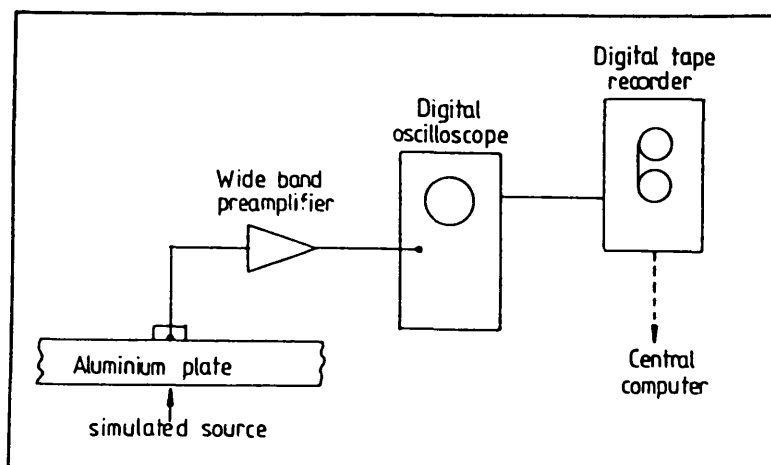 Digital tape
recorder
Digital
oscilloscope
Wide band
preamplifier
Aluminium plate
simulated source
Central
computer